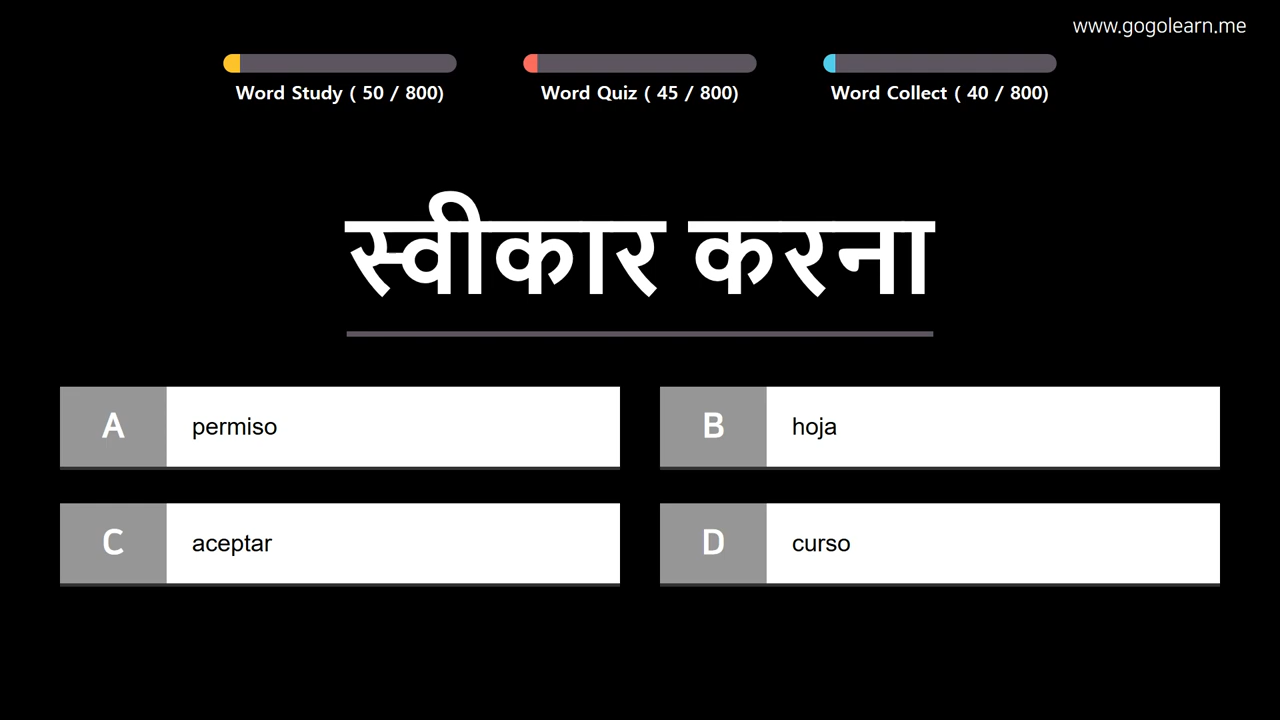 www.gogolearn.me
Word Study ( 50 / 800)
Word Quiz ( 45 / 800)
Word Collect ( 40 / 800)
स्वीकार करना
A permiso
B hoja
C aceptar
D curso